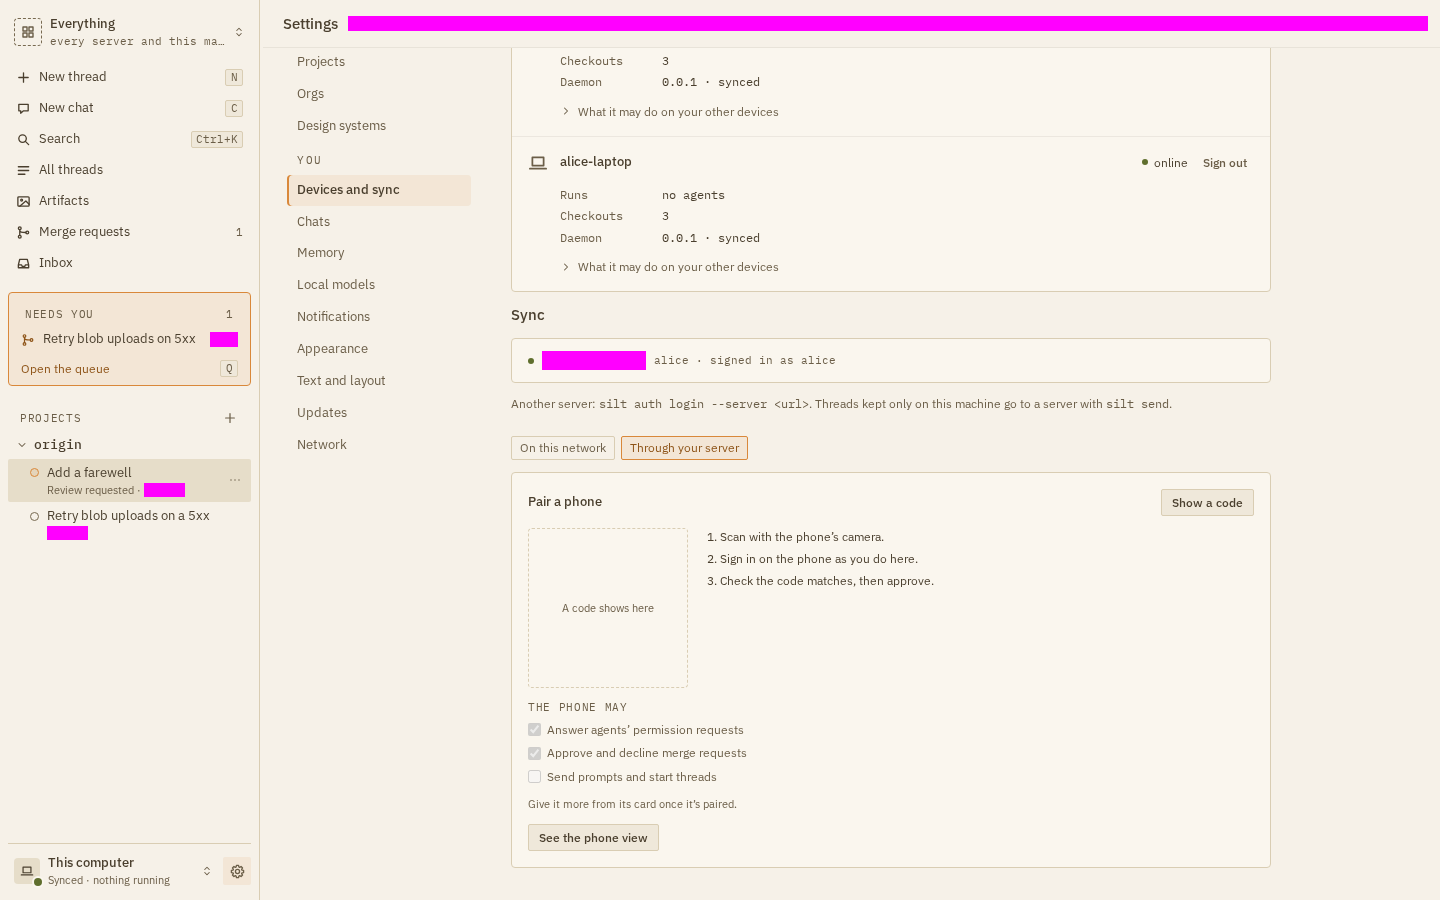 Everything
every server and this ma…
New thread N
New chat C
Search Ctrl+K
All threads
Artifacts
Merge requests 1
Inbox
NEEDS YOU 1
Retry blob uploads on 5xx
Open the queue Q
PROJECTS
origin
Add a farewell
Review requested ·
Retry blob uploads on a 5xx
This computer
Synced · nothing running
Settings
Projects
Orgs
Design systems
YOU
Devices and sync
Chats
Memory
Local models
Notifications
Appearance
Text and layout
Updates
Network
Checkouts 3
Daemon 0.0.1 · synced
What it may do on your other devices
alice-laptop online Sign out
Runs no agents
Checkouts 3
Daemon 0.0.1 · synced
What it may do on your other devices
Sync
alice · signed in as alice
Another server: silt auth login --server <url>. Threads kept only on this machine go to a server with silt send.
On this network Through your server
Pair a phone Show a code
A code shows here
1. Scan with the phone's camera.
2. Sign in on the phone as you do here.
3. Check the code matches, then approve.
THE PHONE MAY
Answer agents' permission requests
Approve and decline merge requests
Send prompts and start threads
Give it more from its card once it's paired.
See the phone view